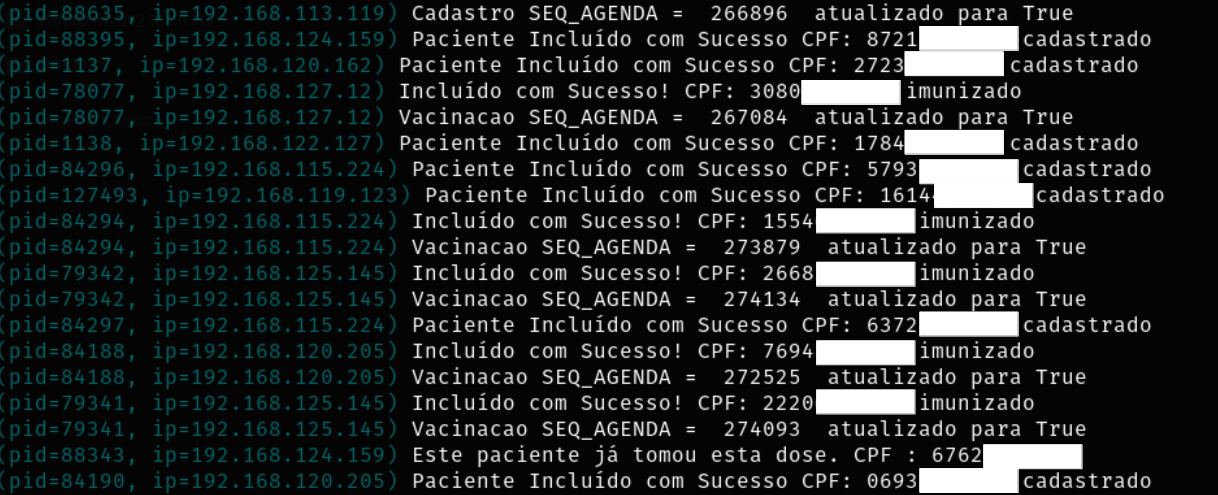 (pid=88635, ip=192.168.113.119) Cadastro SEQ_AGENDA =  266896  atualizado para True
(pid=88395, ip=192.168.124.159) Paciente Incluído com Sucesso CPF: 8721 cadastrado
(pid=1137, ip=192.168.120.162) Paciente Incluído com Sucesso CPF: 2723 cadastrado
(pid=78077, ip=192.168.127.12) Incluído com Sucesso! CPF: 3080 imunizado
(pid=78077, ip=192.168.127.12) Vacinacao SEQ_AGENDA =  267084  atualizado para True
(pid=1138, ip=192.168.122.127) Paciente Incluído com Sucesso CPF: 1784 cadastrado
(pid=84296, ip=192.168.115.224) Paciente Incluído com Sucesso CPF: 5793 cadastrado
(pid=127493, ip=192.168.119.123) Paciente Incluído com Sucesso CPF: 1614 cadastrado
(pid=84294, ip=192.168.115.224) Incluído com Sucesso! CPF: 1554 imunizado
(pid=84294, ip=192.168.115.224) Vacinacao SEQ_AGENDA =  273879  atualizado para True
(pid=79342, ip=192.168.125.145) Incluído com Sucesso! CPF: 2668 imunizado
(pid=79342, ip=192.168.125.145) Vacinacao SEQ_AGENDA =  274134  atualizado para True
(pid=84297, ip=192.168.115.224) Paciente Incluído com Sucesso CPF: 6372 cadastrado
(pid=84188, ip=192.168.120.205) Incluído com Sucesso! CPF: 7694 imunizado
(pid=84188, ip=192.168.120.205) Vacinacao SEQ_AGENDA =  272525  atualizado para True
(pid=79341, ip=192.168.125.145) Incluído com Sucesso! CPF: 2220 imunizado
(pid=79341, ip=192.168.125.145) Vacinacao SEQ_AGENDA =  274093  atualizado para True
(pid=88343, ip=192.168.124.159) Este paciente já tomou esta dose. CPF : 6762
(pid=84190, ip=192.168.120.205) Paciente Incluído com Sucesso CPF: 0693 cadastrado